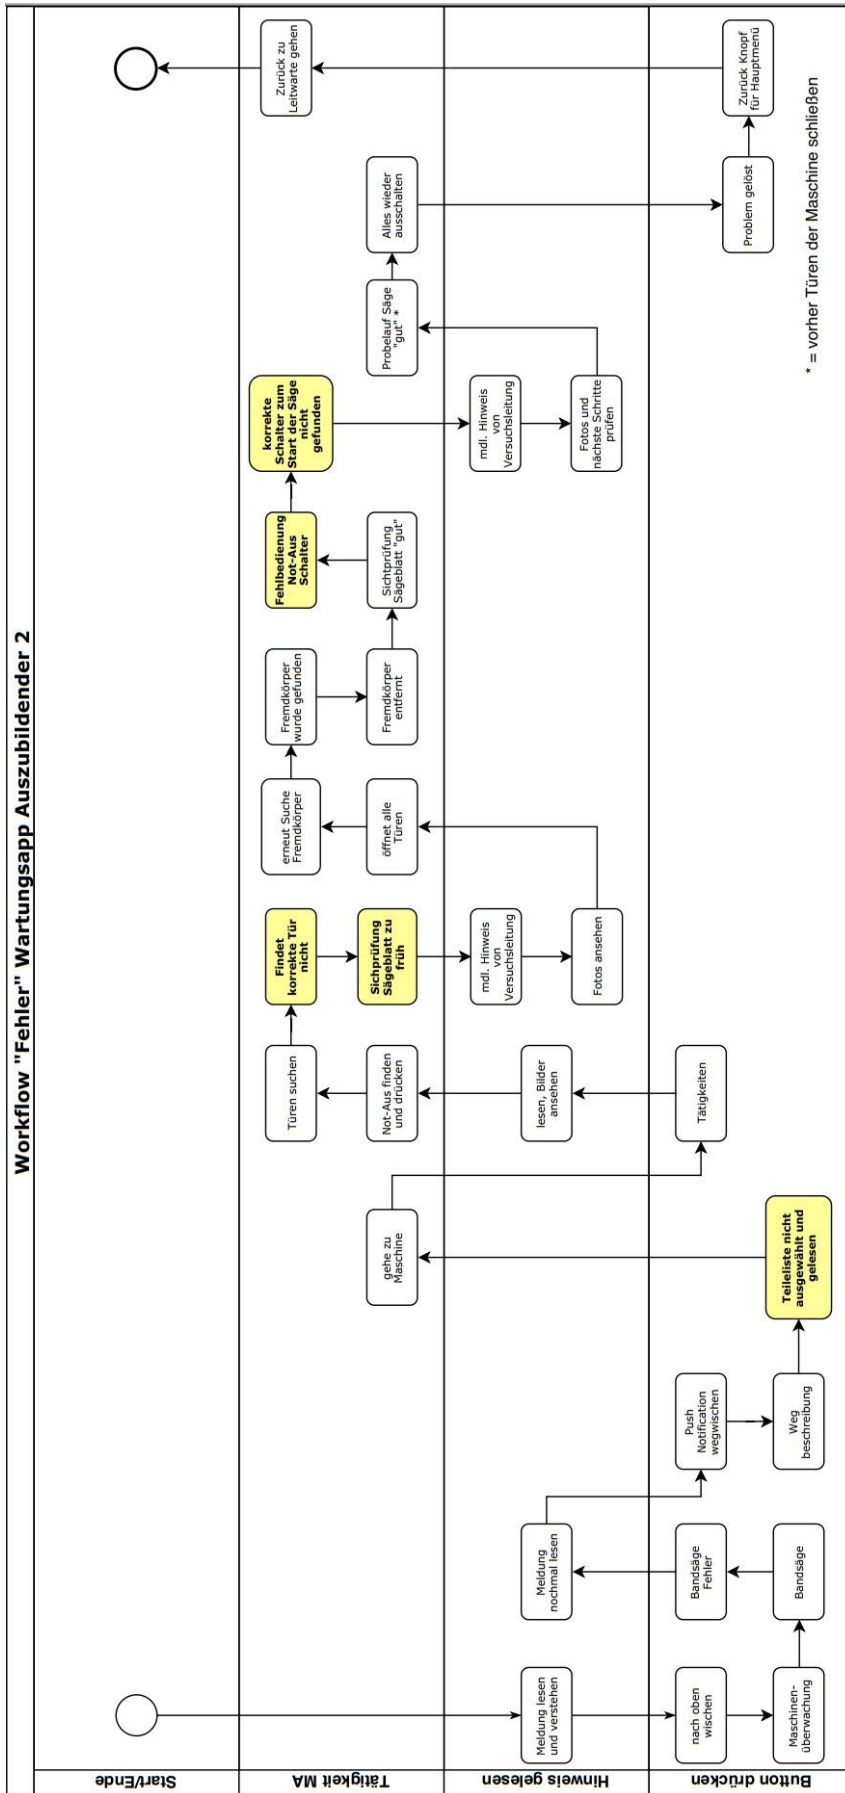 Workflow "Fehler" Wartungsapp Auszubildender 2
Start/Ende
Tätigkeit MA
Hinweis gelesen
Button drücken
Meldung lesen
und verstehen
nach oben
wischen
Maschinen-
überwachung
Bandsäge
Bandsäge
Fehler
Meldung
nochmal lesen
Push
Notification
wegwischen
Weg
beschreibung
Teileliste nicht
ausgewählt und
gelesen
gehe zu
Maschine
Tätigkeiten
lesen, Bilder
ansehen
Not-Aus finden
und drücken
Türen suchen
Findet
korrekte Tür
nicht
Sichprüfung
Sägeblatt zu
früh
mdl. Hinweis
von
Versuchsleitung
Fotos ansehen
öffnet alle
Türen
erneut Suche
Fremdkörper
Fremdkörper
wurde gefunden
Fremdkörper
entfernt
Sichtprüfung
Sägeblatt "gut"
Fehlbedienung
Not-Aus
Schalter
korrekte
Schalter zum
Start der Säge
nicht
gefunden
mdl. Hinweis
von
Versuchsleitung
Fotos und
nächste Schritte
prüfen
Probelauf Säge
"gut" *
Alles wieder
ausschalten
Problem gelöst
Zurück Knopf
für Hauptmenü
Zurück zu
Leitwarte gehen
* = vorher Türen der Maschine schließen